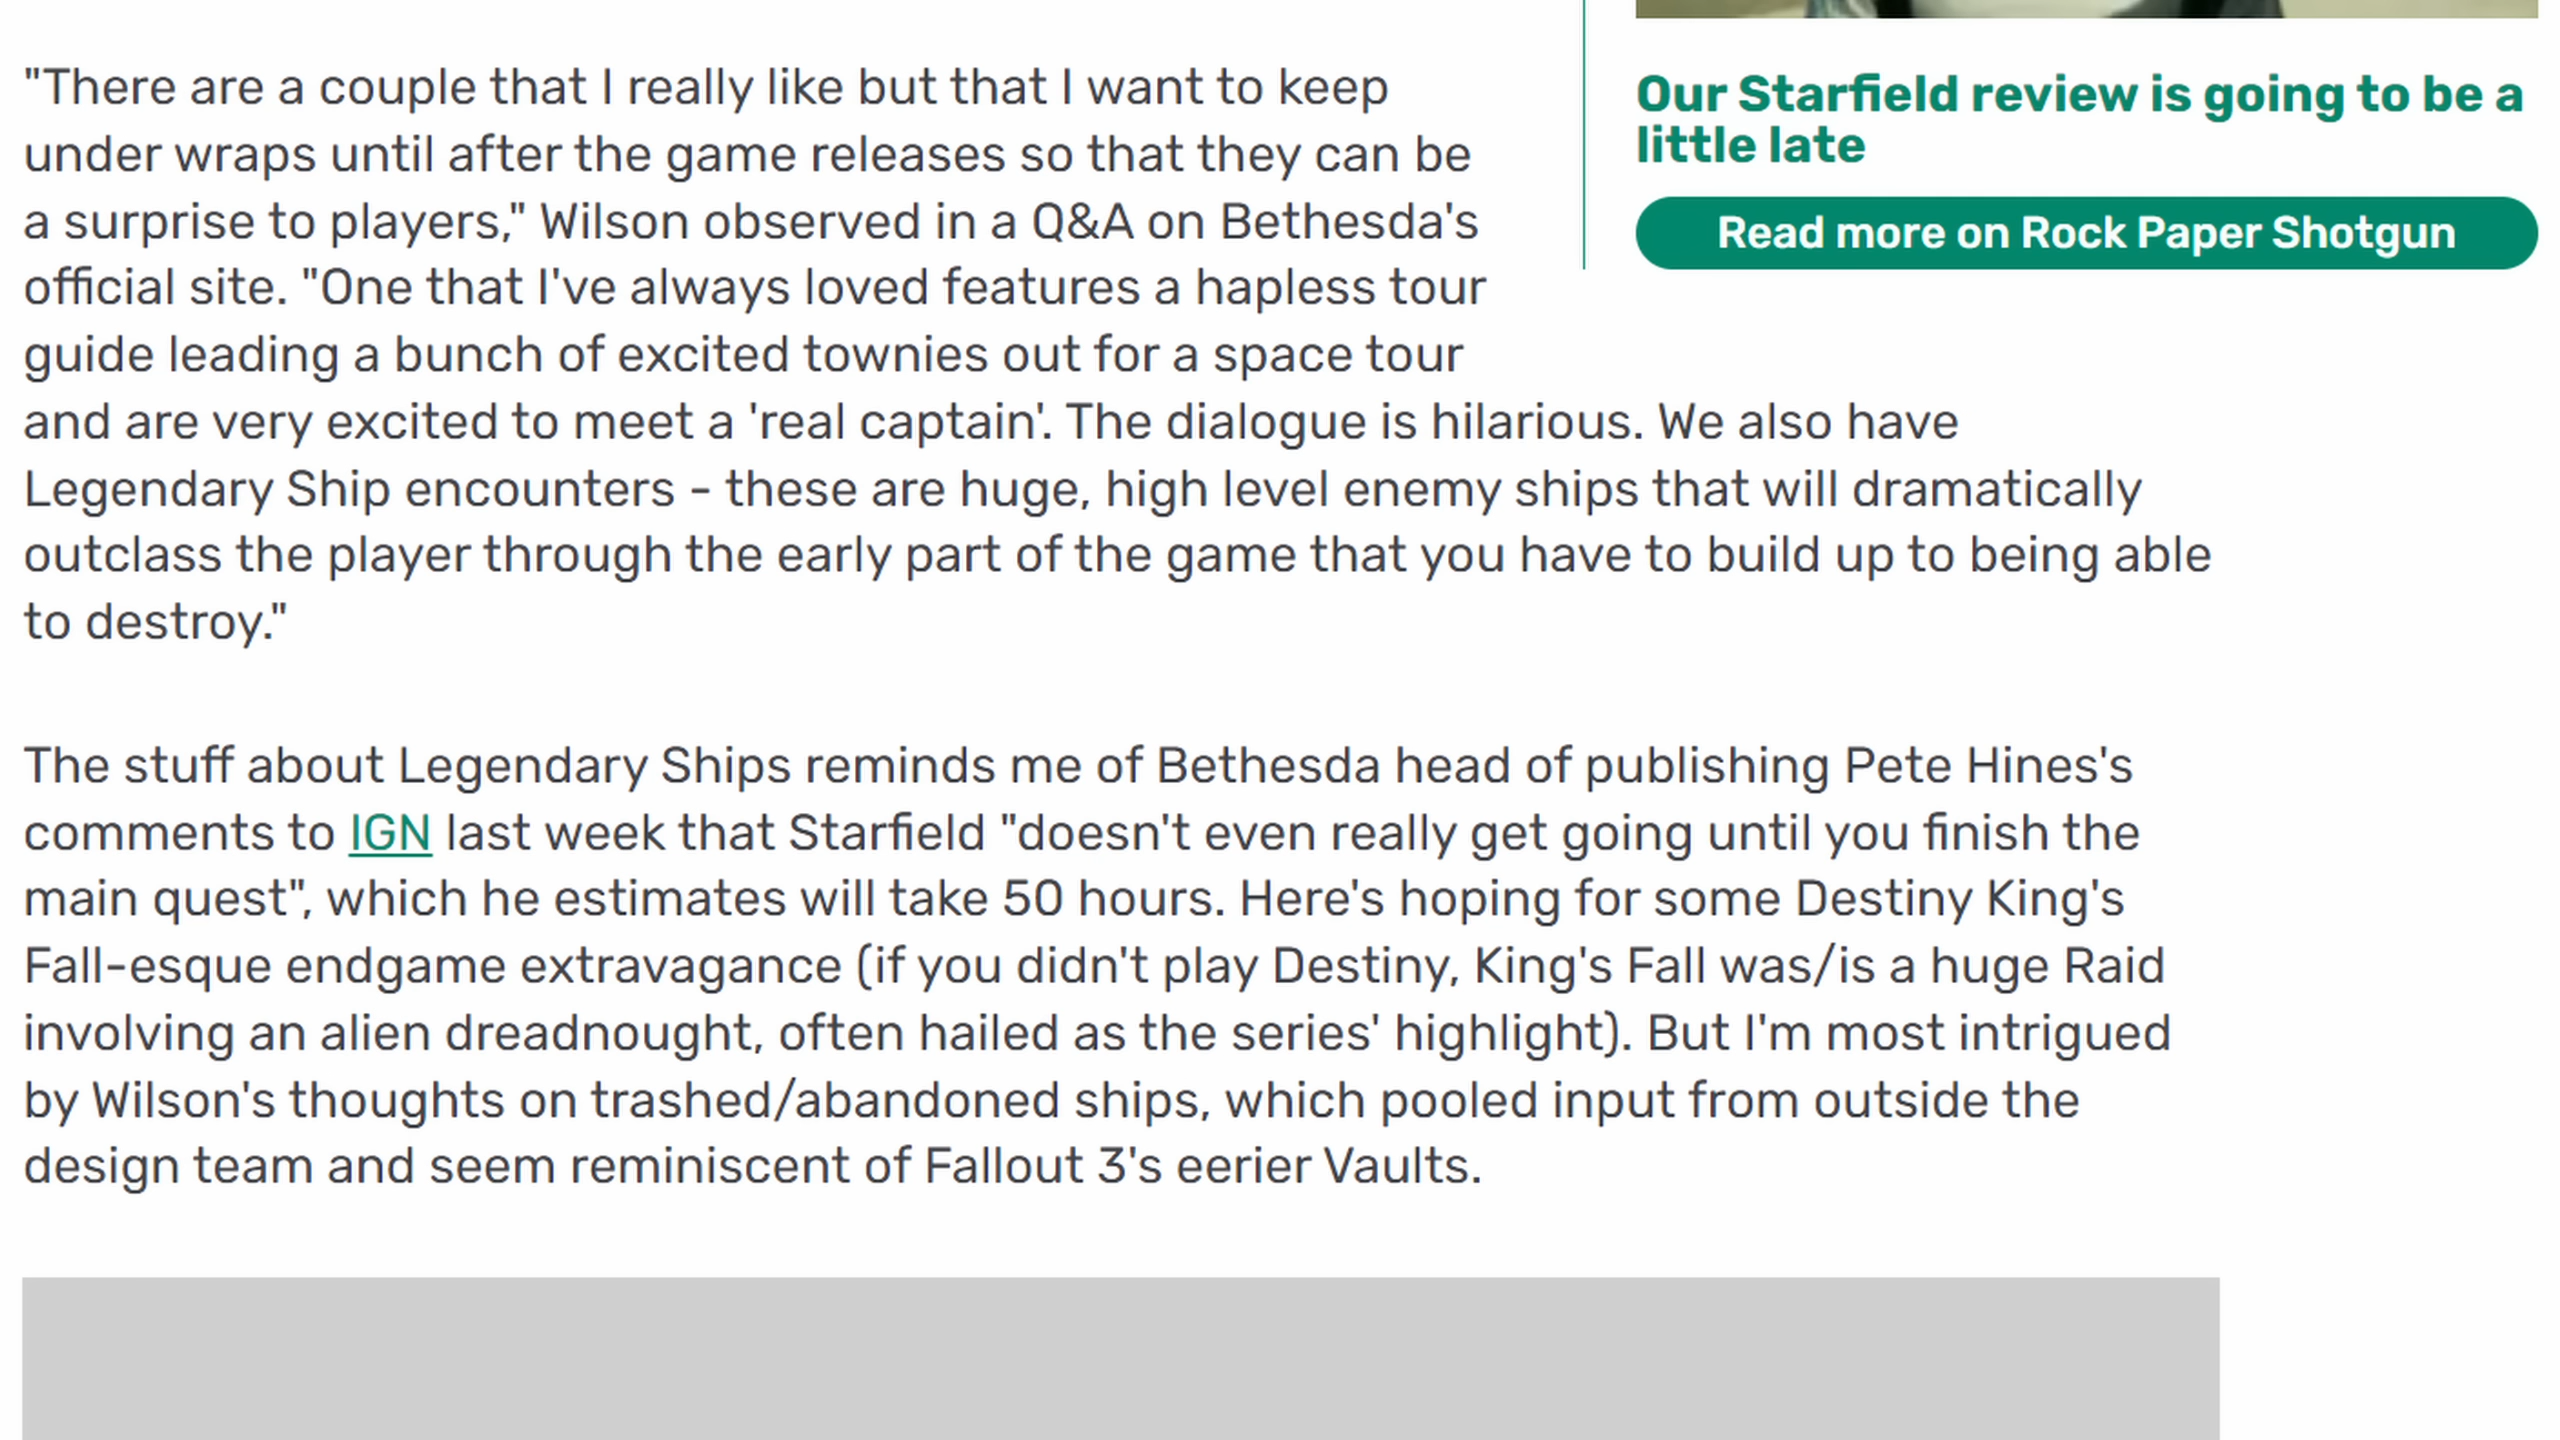 "There are a couple that I really like but that I want to keep
under wraps until after the game releases so that they can be
a surprise to players," Wilson observed in a Q&A on Bethesda's
official site. "One that I've always loved features a hapless tour
guide leading a bunch of excited townies out for a space tour
and are very excited to meet a 'real captain'. The dialogue is hilarious. We also have
Legendary Ship encounters - these are huge, high level enemy ships that will dramatically
outclass the player through the early part of the game that you have to build up to being able
to destroy."
The stuff about Legendary Ships reminds me of Bethesda head of publishing Pete Hines's
comments to IGN last week that Starfield "doesn't even really get going until you finish the
main quest", which he estimates will take 50 hours. Here's hoping for some Destiny King's
Fall-esque endgame extravagance (if you didn't play Destiny, King's Fall was/is a huge Raid
involving an alien dreadnought, often hailed as the series' highlight). But I'm most intrigued
by Wilson's thoughts on trashed/abandoned ships, which pooled input from outside the
design team and seem reminiscent of Fallout 3's eerier Vaults.
Our Starfield review is going to be a
little late
Read more on Rock Paper Shotgun